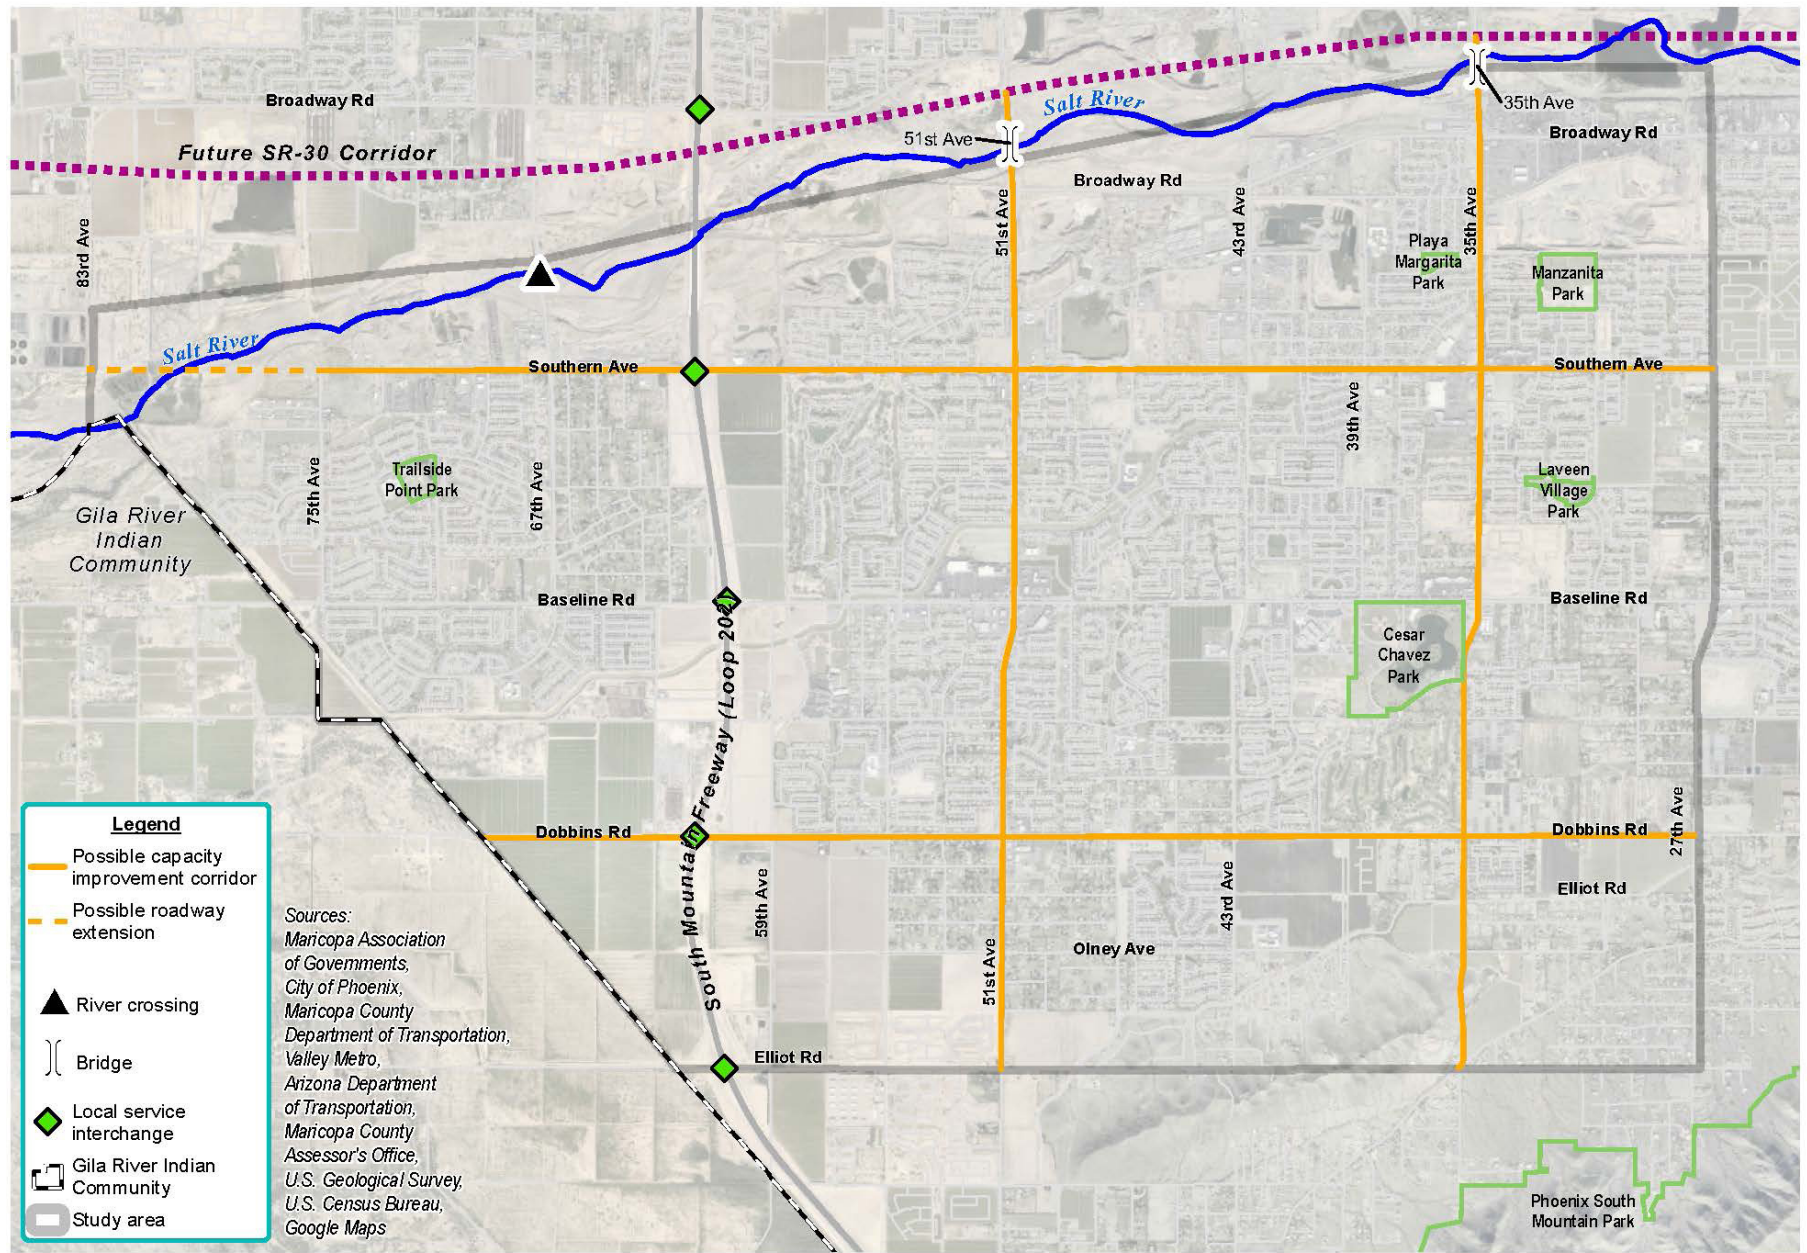 Broadway Rd
Future SR-30 Corridor
Salt River
35th Ave
51st Ave
Broadway Rd
Broadway Rd
83rd Ave
51st Ave
43rd Ave
35th Ave
Playa
Margarita
Park
Manzanita
Park
Salt River
Southern Ave
Southern Ave
39th Ave
75th Ave
Trailside
Point Park
67th Ave
Laveen
Village
Park
Gila River
Indian
Community
Baseline Rd
Baseline Rd
Cesar
Chavez
Park
South Mountain Freeway (Loop 202)
Dobbins Rd
Dobbins Rd
27th Ave
59th Ave
43rd Ave
Elliot Rd
51st Ave
Olney Ave
Elliot Rd
Phoenix South
Mountain Park
Legend
Possible capacity
improvement corridor
Possible roadway
extension
River crossing
Bridge
Local service
interchange
Gila River Indian
Community
Study area
Sources:
Maricopa Association
of Governments,
City of Phoenix,
Maricopa County
Department of Transportation,
Valley Metro,
Arizona Department
of Transportation,
Maricopa County
Assessor's Office,
U.S. Geological Survey,
U.S. Census Bureau,
Google Maps